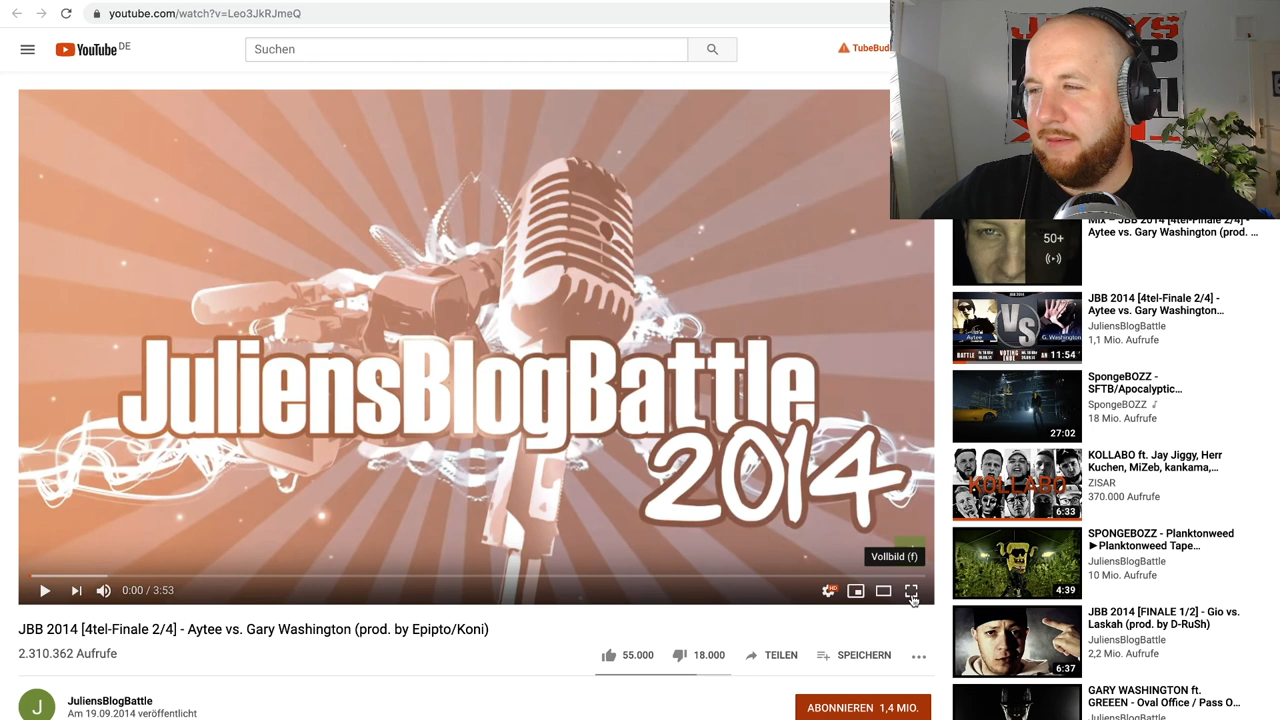 youtube.com/watch?v=Leo3JkRJmeQ
YouTube DE
Suchen
TubeBud
JuliensBlogBattle
2014
Vollbild (f)
0:00 / 3:53
HD
JBB 2014 [4tel-Finale 2/4] - Aytee vs. Gary Washington (prod. by Epipto/Koni)
2.310.362 Aufrufe
55.000
18.000
TEILEN
SPEICHERN
J
JuliensBlogBattle
Am 19.09.2014 veröffentlicht
ABONNIEREN 1,4 MIO.
50+
Mix – JBB 2014 [4tel-Finale 2/4] -
Aytee vs. Gary Washington (prod. ...
VS
Aytee
G. Washington
11:54
JBB 2014 [4tel-Finale 2/4] -
Aytee vs. Gary Washington...
JuliensBlogBattle
1,1 Mio. Aufrufe
27:02
SpongeBOZZ -
SFTB/Apocalyptic...
SpongeBOZZ
18 Mio. Aufrufe
KOLLABO
6:33
KOLLABO ft. Jay Jiggy, Herr
Kuchen, MiZeb, kankama,...
ZISAR
370.000 Aufrufe
4:39
SPONGEBOZZ - Planktonweed
►Planktonweed Tape...
JuliensBlogBattle
10 Mio. Aufrufe
6:37
JBB 2014 [FINALE 1/2] - Gio vs.
Laskah (prod. by D-RuSh)
JuliensBlogBattle
2,2 Mio. Aufrufe
GARY WASHINGTON ft.
GREEEN - Oval Office / Pass O...
JuliensBlogBattle